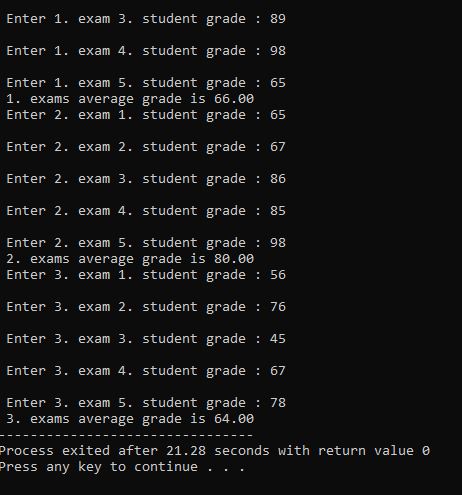 Enter 1. exam 3. student grade : 89
Enter 1. exam 4. student grade : 98
Enter 1. exam 5. student grade : 65
1. exams average grade is 66.00
Enter 2. exam 1. student grade : 65
Enter 2. exam 2. student grade : 67
Enter 2. exam 3. student grade : 86
Enter 2. exam 4. student grade : 85
Enter 2. exam 5. student grade : 98
2. exams average grade is 80.00
Enter 3. exam 1. student grade : 56
Enter 3. exam 2. student grade : 76
Enter 3. exam 3. student grade : 45
Enter 3. exam 4. student grade : 67
Enter 3. exam 5. student grade : 78
3. exams average grade is 64.00
--------------------------------
Process exited after 21.28 seconds with return value 0
Press any key to continue . . .